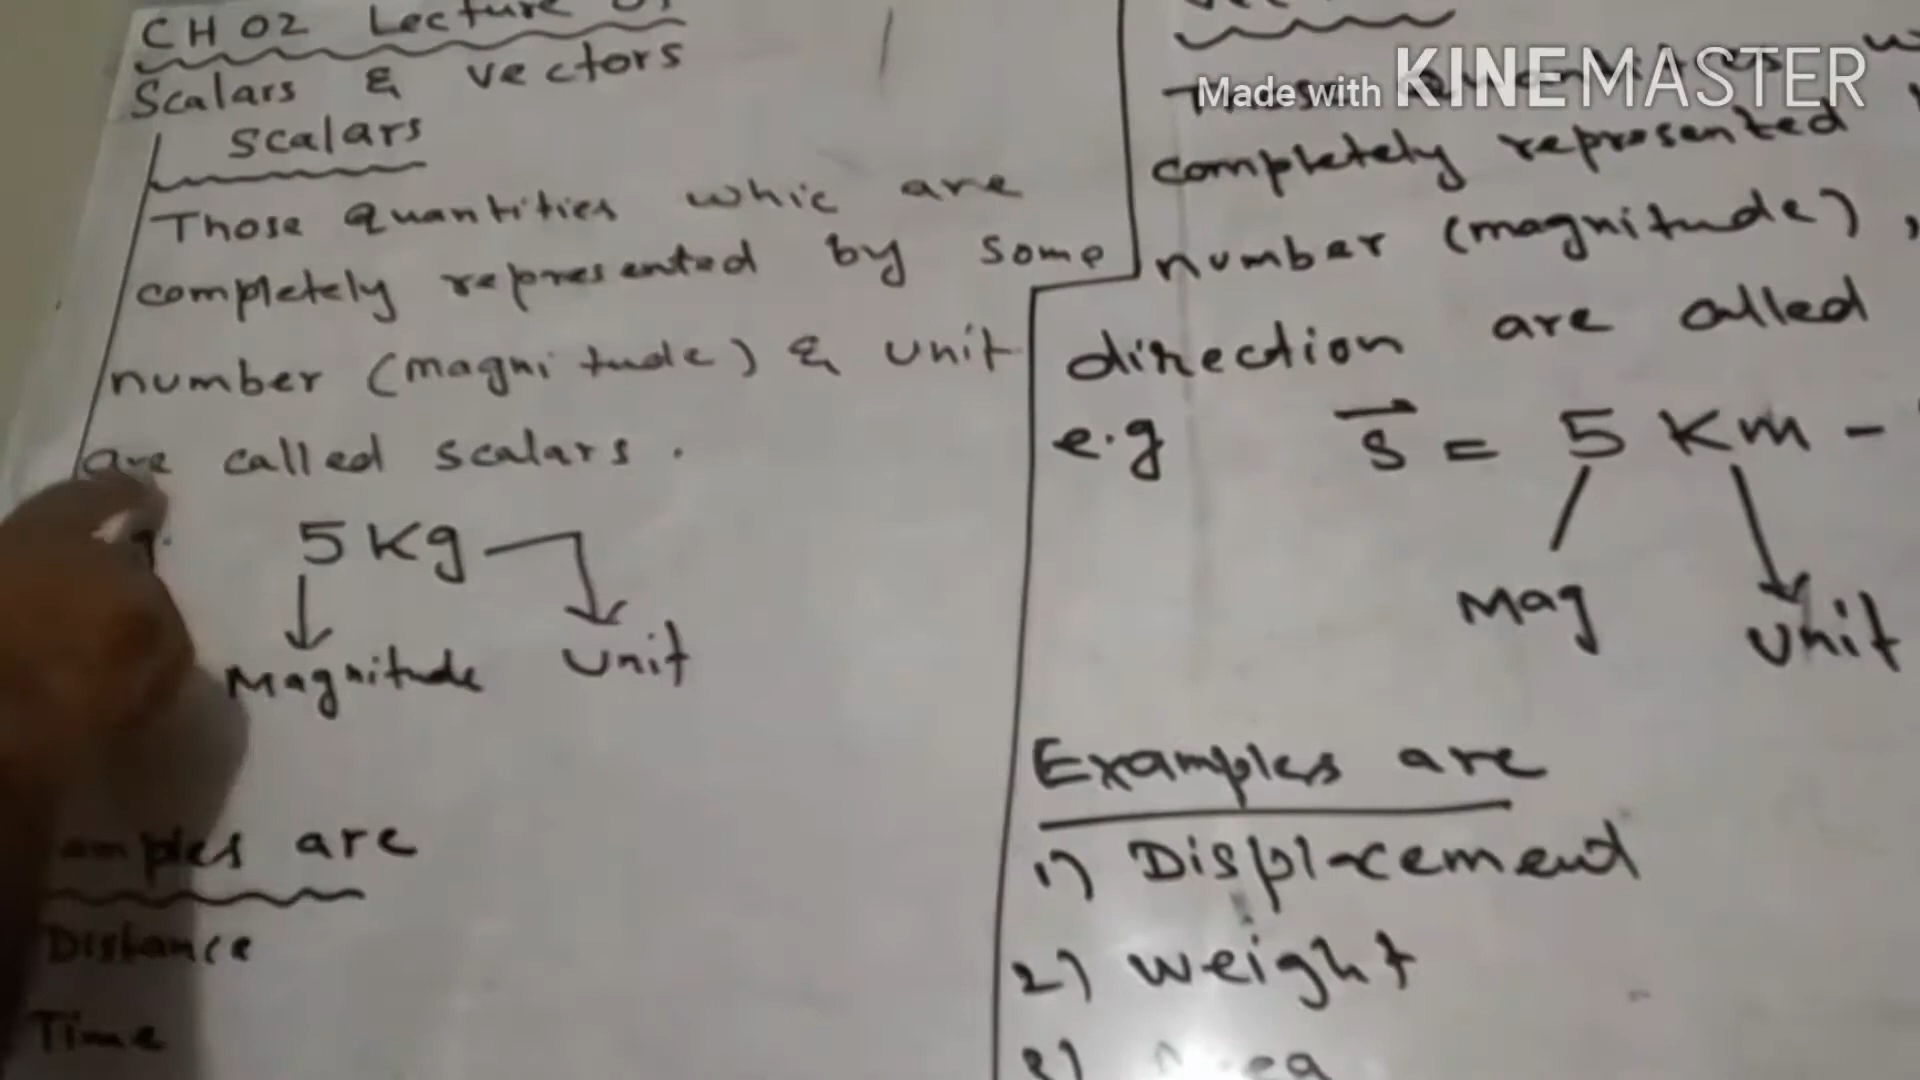 CH 02 Lecture
Scalars & vectors
Scalars
Those quantities whic are
completely represented by some
number (magnitude) & unit
are called scalars.
5 Kg
Magnitude Unit
amples are
Distance
Time
Made with KINEMASTER
completely represented
number (magnitude),
direction are called
e.g S = 5 Km -
Mag
Unit
Examples are
1) Displacement
2) weight
3)